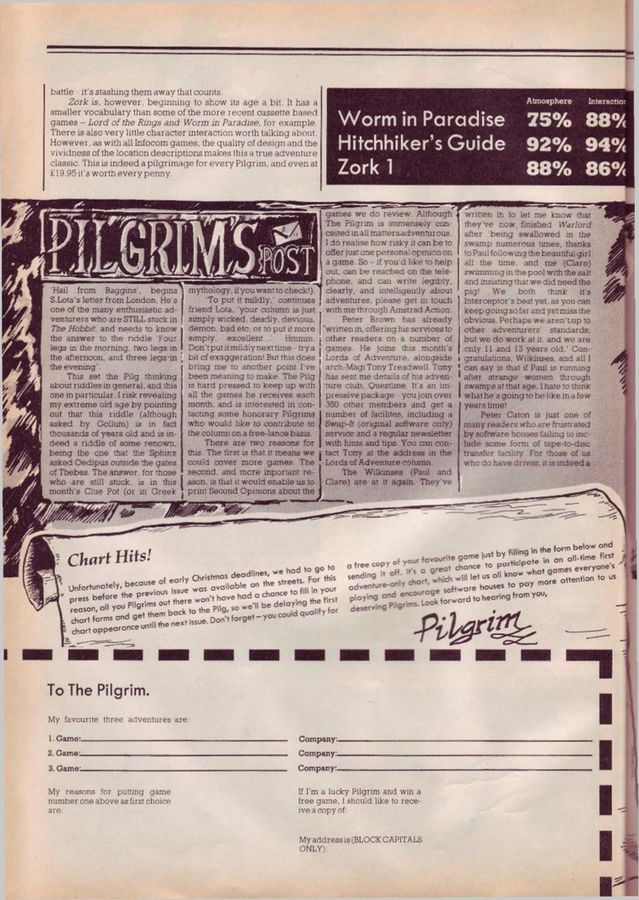 battle - it's stashing them away that counts.
Zork is, however, beginning to show its age a bit. It has a
smaller vocabulary than some of the more recent cassette based
games – Lord of the Rings and Worm in Paradise, for example.
There is also very little character interaction worth talking about.
However, as with all Infocom games, the quality of design and the
vividness of the location descriptions makes this a true adventure
classic. This is indeed a pilgrimage for every Pilgrim, and even at
£19.95 it's worth every penny.
Atmosphere Interaction
Worm in Paradise 75% 88%
Hitchhiker's Guide 92% 94%
Zork 1 88% 86%
PILGRIM'S POST
'Hail from Baggins', begins
S.Lota's letter from London. He's
one of the many enthusiastic ad-
venturers who are STILL stuck in
The Hobbit, and needs to know
the answer to the riddle 'Four
legs in the morning, two legs in
the afternoon, and three legs in
the evening'
This set the Pilg thinking
about riddles in general, and this
one in particular. I risk revealing
my extreme old age by pointing
out that this riddle (although
asked by Gollum) is in fact
thousands of years old and is in-
deed a riddle of some renown,
being the one that the Sphinx
asked Oedipus outside the gates
of Thebes. The answer, for those
who are still stuck, is in this
month's Clue Pot (or in Greek
mythology, if you want to check!).
'To put it mildly,' continues
friend Lota, 'your column is just
simply wicked, deadly, devious,
demon, bad etc, or to put it more
simply, excellent...' Hmmm.
Don't put it mildly next time - try a
bit of exaggeration! But this does
bring me to another point I've
been meaning to make. The Pilg
is hard pressed to keep up with
all the games he receives each
month, and is interested in con-
tacting some honorary Pilgrims
who would like to contribute to
the column on a free-lance basis.
There are two reasons for
this. The first is that it means we
could cover more games. The
second, and more important re-
ason, is that it would enable us to
print Second Opinions about the
games we do review. Although
The Pilgrim is immensely con-
ceited in all matters adventurous,
I do realise how risky it can be to
offer just one personal opinion on
a game. So – if you'd like to help
out, can be reached on the tele-
phone, and can write legibly,
clearly, and intelligently about
adventures, please get in touch
with me through Amstrad Action.
Peter Brown has already
written in, offering his services to
other readers on a number of
games. He joins this month's
Lords of Adventure, alongside
arch-Magi Tony Treadwell. Tony
has sent me details of his adven-
ture club, Questline. It's an im-
pressive package - you join over
360 other members and get a
number of facilities, including a
Swap-It (original software only)
service and a regular newsletter
with hints and tips. You can con-
tact Tony at the address in the
Lords of Adventure column.
The Wilkinses (Paul and
Clare) are at it again. They've
written in to let me know that
they've now, finished Warlord
after 'being swallowed in the
swamp numerous times, thanks
to Paul following the beautiful girl
all the time, and me (Clare)
swimming in the pool with the salt
and insisting that we did need the
pig! We both think it's
Interceptor's best yet, as you can
keep going so far and yet miss the
obvious. Perhaps we aren't up to
other adventurers' standards,
but we do work at it, and we are
only 11 and 13 years old.' Con-
gratulations, Wilkinses, and all I
can say is that if Paul is running
after strange women through
swamps at that age, I hate to think
what he's going to be like in a few
years time!
Peter Caton is just one of
many readers who are frustrated
by software houses failing to inc-
lude some form of tape-to-disc
transfer facility. For those of us
who do have drives, it is indeed a
Chart Hits!
Unfortunately, because of early Christmas deadlines, we had to go to
press before the previous issue was available on the streets. For this
reason, all you Pilgrims out there won't have had a chance to fill in your
chart forms and get them back to the Pilg, so we'll be delaying the first
chart appearance until the next issue. Don't forget – you could qualify for
a free copy of your favourite game just by filling in the form below and
sending it off. It's a great chance to participate in an all-time first
adventure-only chart, which will let us all know what games everyone's
playing and encourage software houses to pay more attention to us
deserving Pilgrims. Look forward to hearing from you,
Pilgrim
To The Pilgrim.
My favourite three adventures are:
1. Game: Company:
2. Game: Company:
3. Game: Company:
My reasons for putting game
number one above as first choice
are:
If I'm a lucky Pilgrim and win a
free game, I should like to rece-
ive a copy of:
My address is (BLOCK CAPITALS
ONLY):